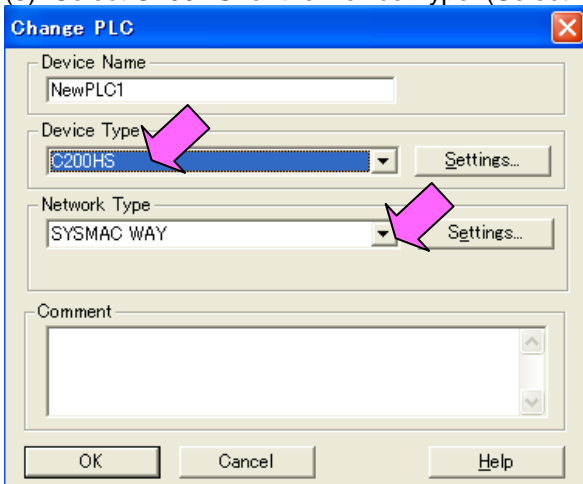 Change PLC
Device Name
NewPLC1
Device Type
C200HS
Settings...
Network Type
SYSMAC WAY
Settings...
Comment
OK
Cancel
Help